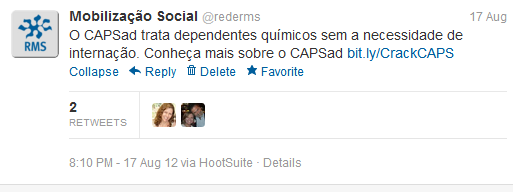 Mobilização Social @rederms 17 Aug
O CAPSad trata dependentes químicos sem a necessidade de
internação. Conheça mais sobre o CAPSad bit.ly/CrackCAPS
Collapse Reply Delete Favorite
RMS
2
RETWEETS
8:10 PM - 17 Aug 12 via HootSuite · Details